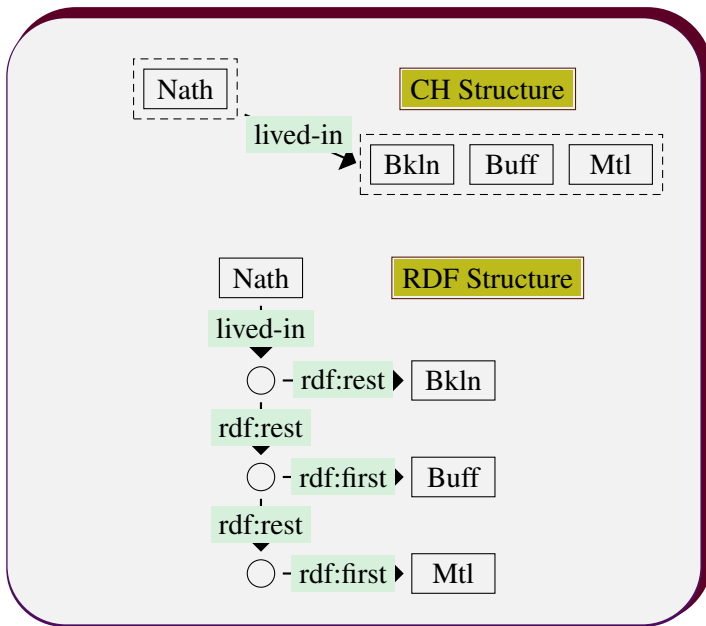 Nath
CH Structure
lived-in
Bkln Buff Mtl
Nath
RDF Structure
lived-in
rdf:rest Bkln
rdf:rest
rdf:first Buff
rdf:rest
rdf:first Mtl